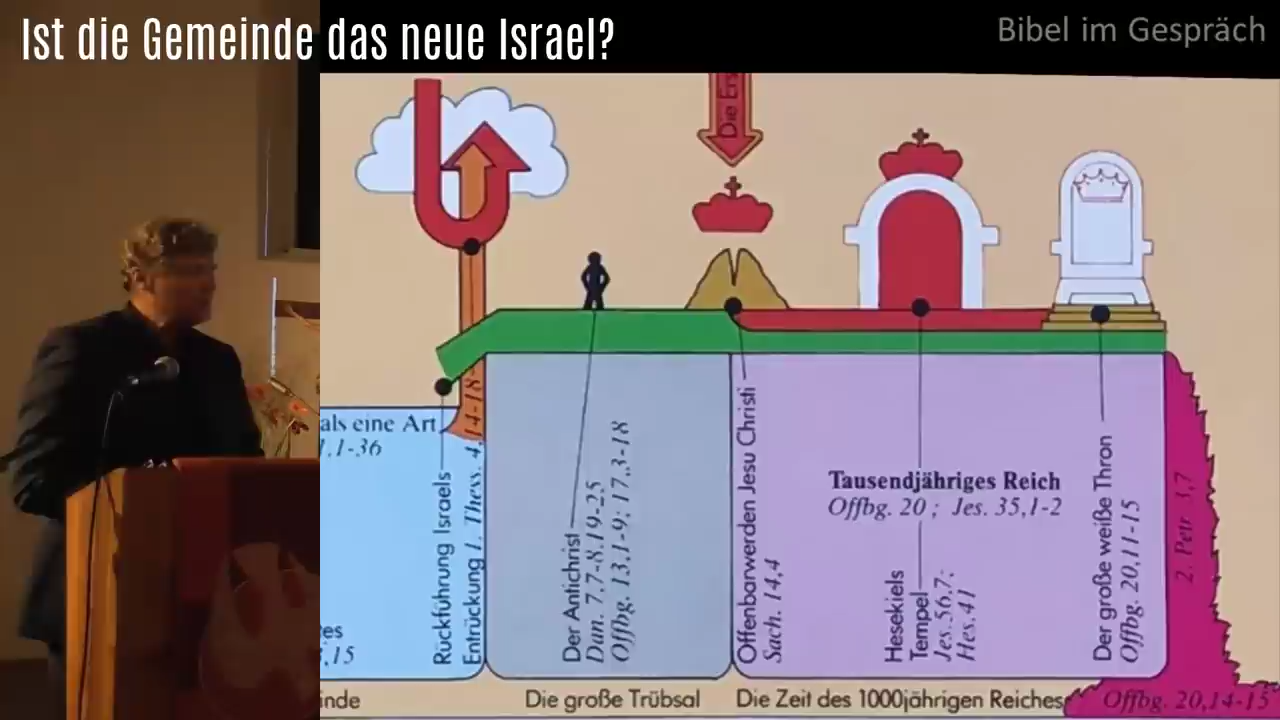 Ist die Gemeinde das neue Israel?
Bibel im Gespräch
als eine Art
1,1-36
Rückführung Israels
Entrückung 1. Thess. 4,14-18
Der Antichrist
Dan. 7,7-8.19-25
Offbg. 13,1-9; 17,3-18
Offenbarwerden Jesu Christi
Sach. 14,4
Tausendjähriges Reich
Offbg. 20; Jes. 35,1-2
Hesekiels
Tempel
Jes. 56,7;
Hes. 41
Der große weiße Thron
Offbg. 20,11-15
2. Petr. 3,7
Die große Trübsal
Die Zeit des 1000jährigen Reiches
Offbg. 20,14-15